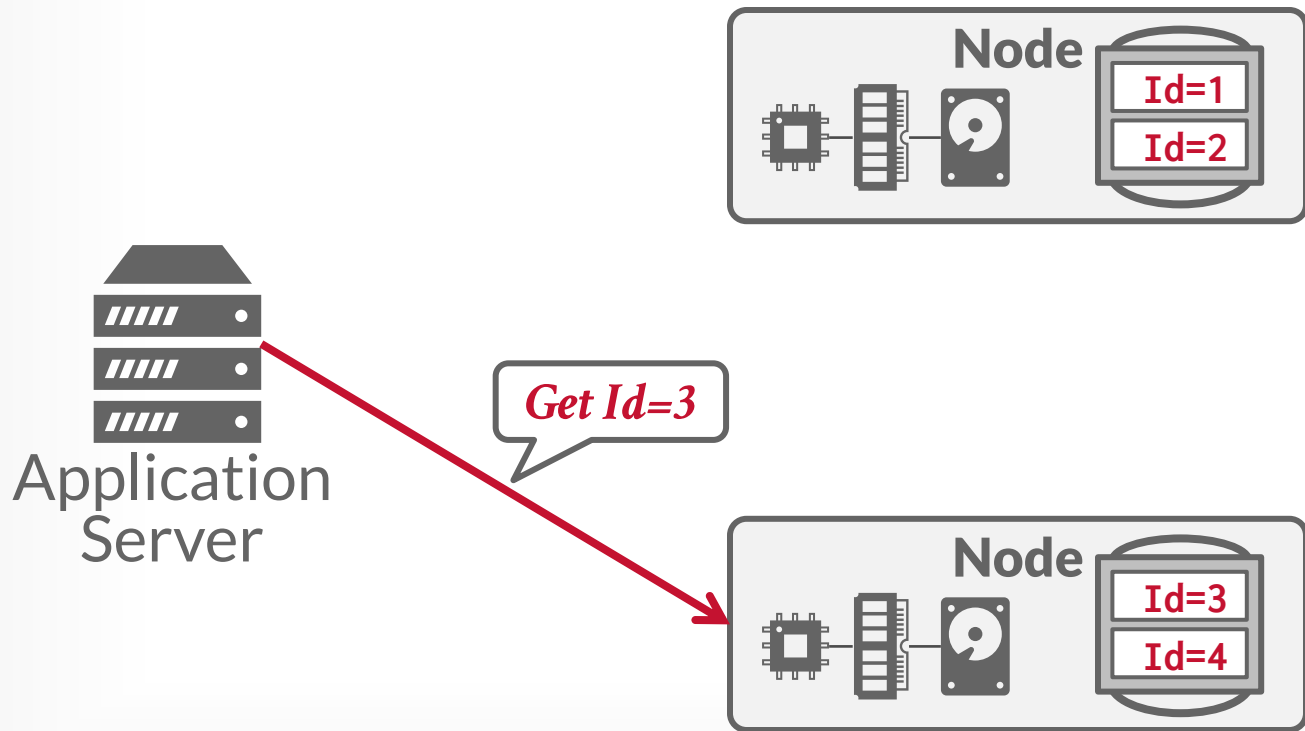 Node
Id=1
Id=2
Get Id=3
Application
Server
Node
Id=3
Id=4